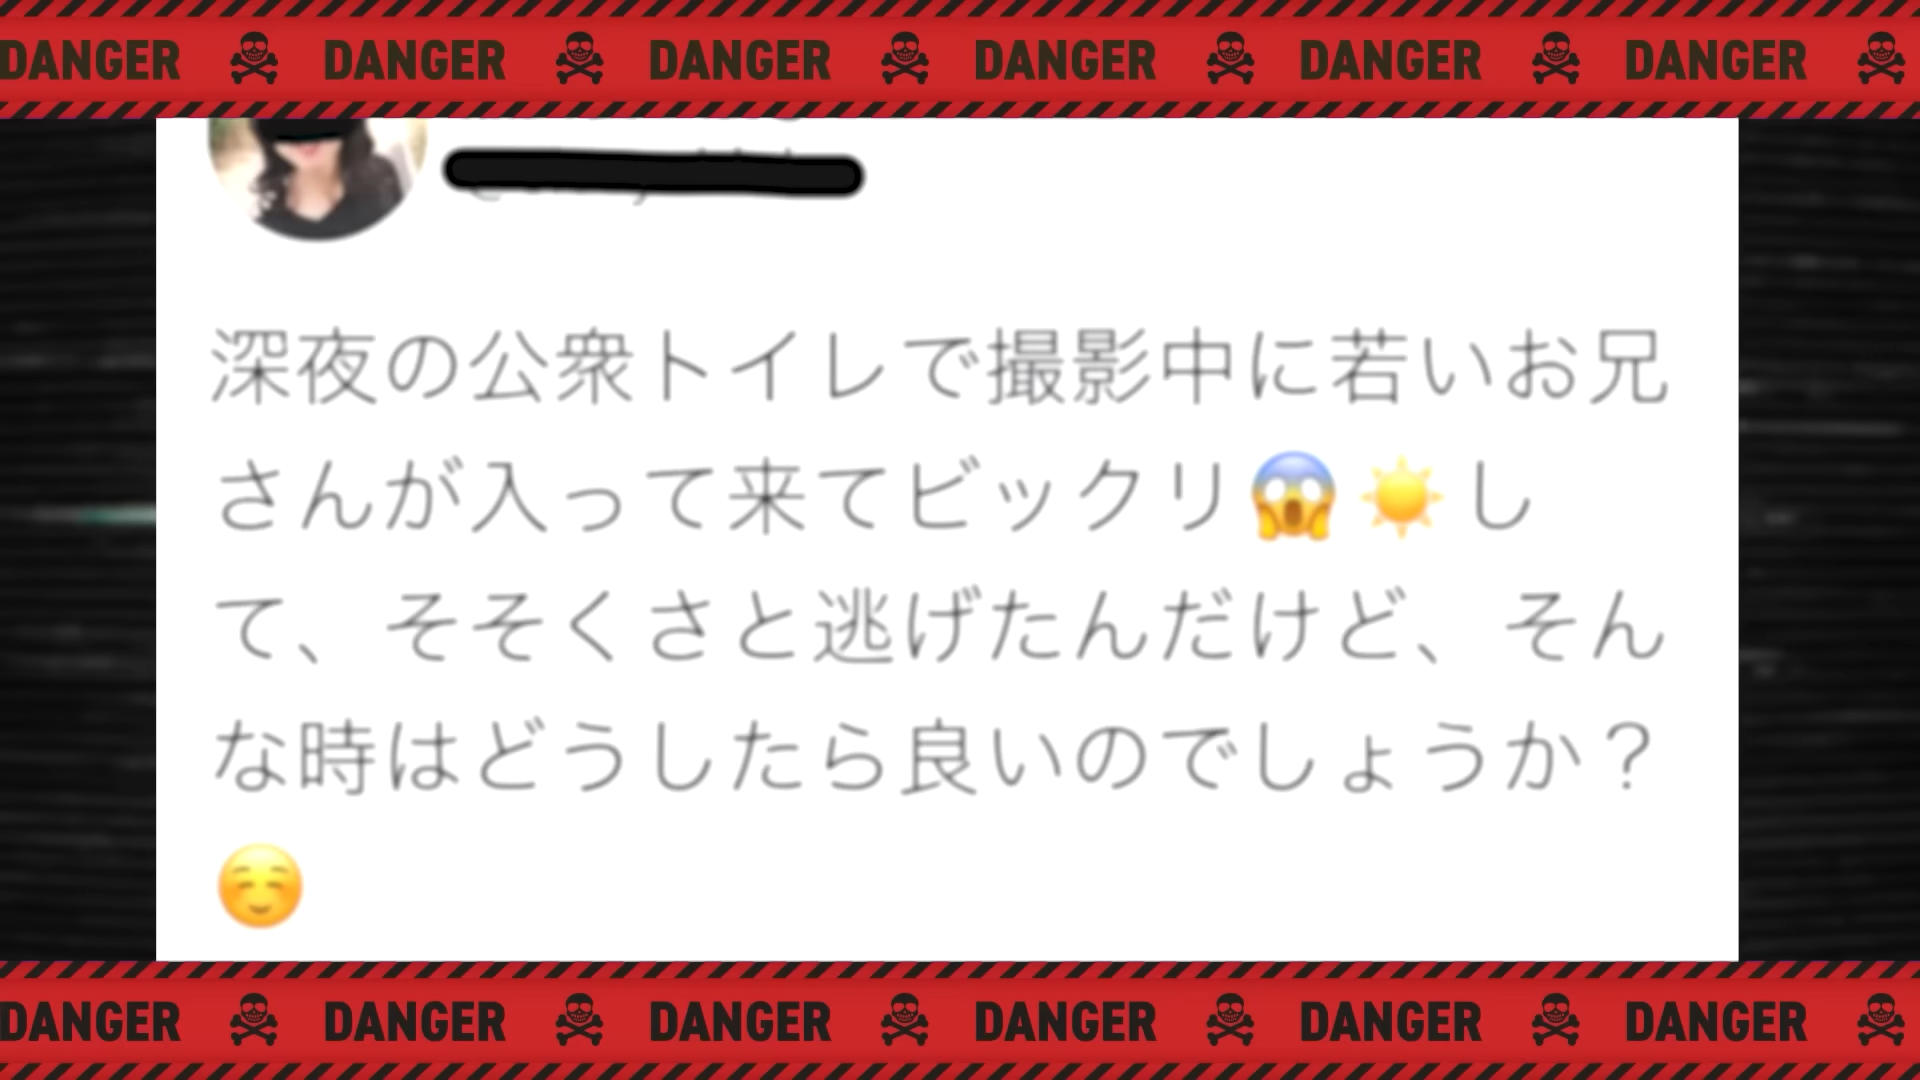 DANGER DANGER DANGER DANGER DANGER DANGER
深夜の公衆トイレで撮影中に若いお兄
さんが入って来てビックリ😱☀️し
て、そそくさと逃げたんだけど、そん
な時はどうしたら良いのでしょうか？
☺️
DANGER DANGER DANGER DANGER DANGER DANGER